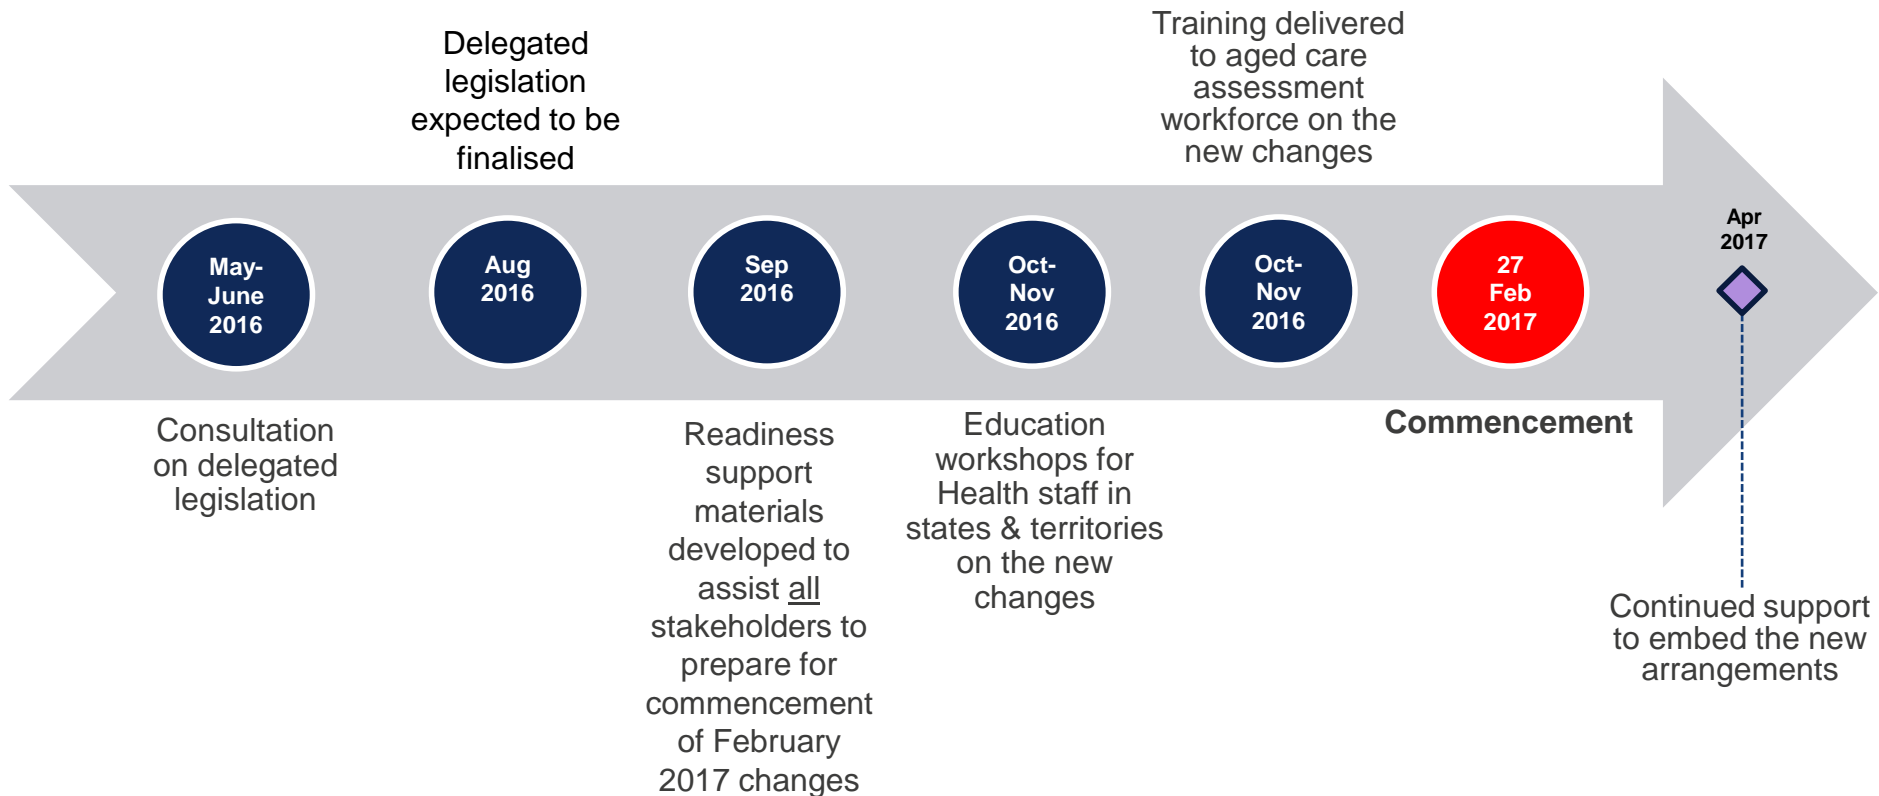 Delegated
legislation
expected to be
finalised
Training delivered
to aged care
assessment
workforce on the
new changes
May-
June
2016
Aug
2016
Sep
2016
Oct-
Nov
2016
Oct-
Nov
2016
27
Feb
2017
Apr
2017
Consultation
on delegated
legislation
Readiness
support
materials
developed to
assist all
stakeholders to
prepare for
commencement
of February
2017 changes
Education
workshops for
Health staff in
states & territories
on the new
changes
Commencement
Continued support
to embed the new
arrangements